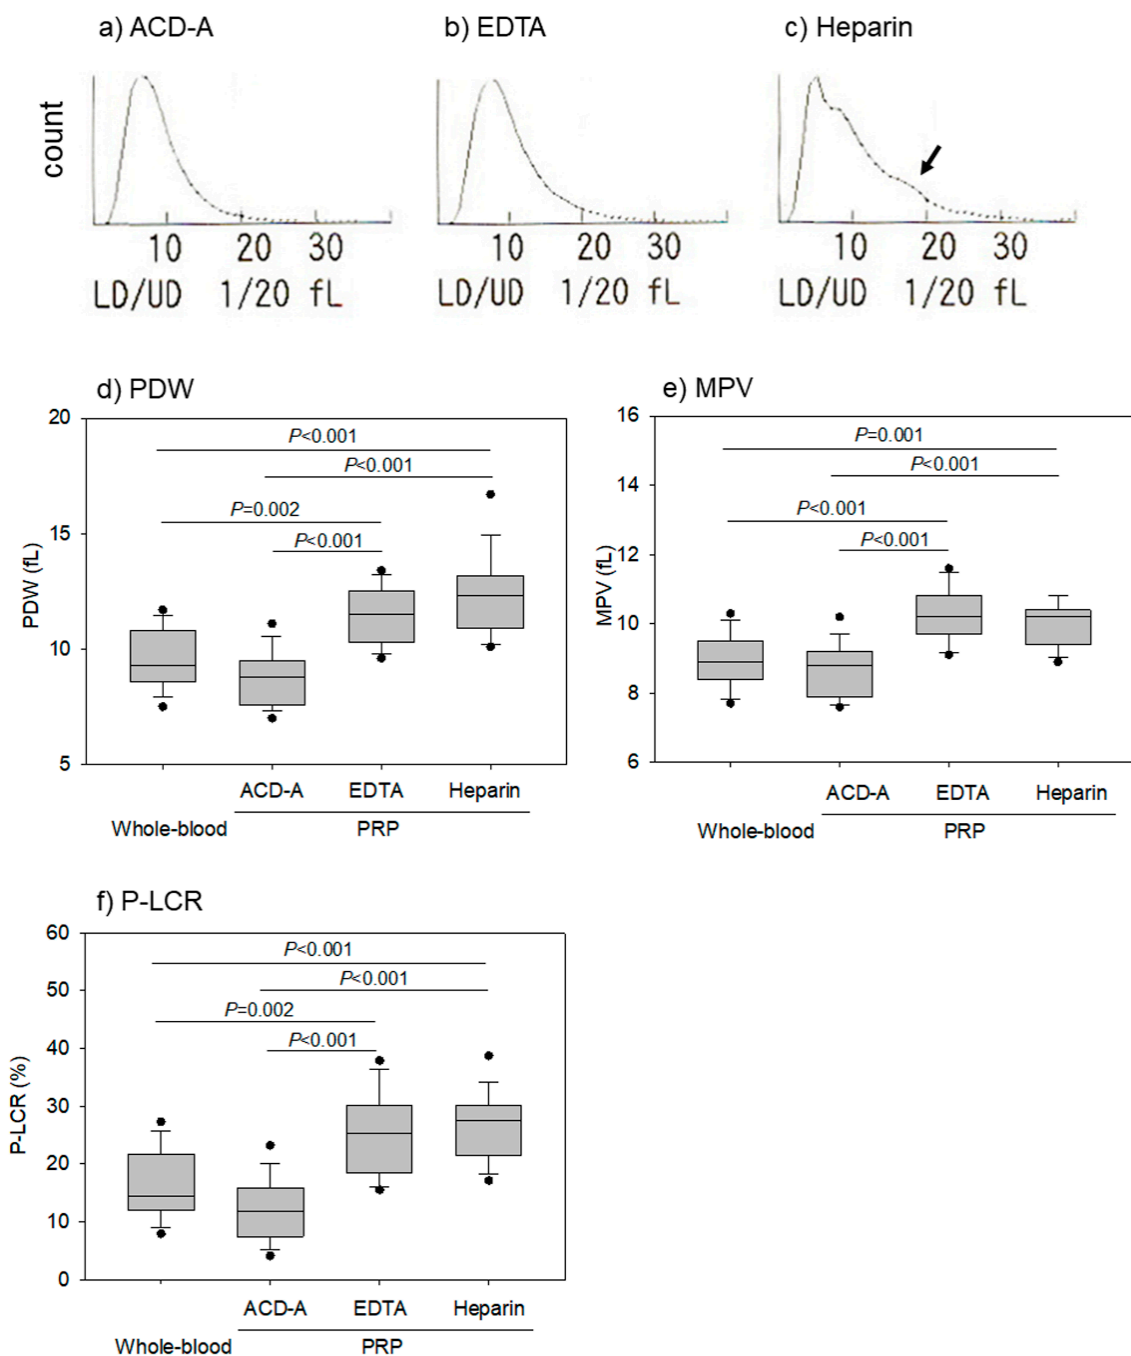 a) ACD-A
b) EDTA
c) Heparin
count
10 20 30
LD/UD 1/20 fL
10 20 30
LD/UD 1/20 fL
10 20 30
LD/UD 1/20 fL
d) PDW
PDW (fL)
20
15
10
5
P<0.001
P<0.001
P=0.002
P<0.001
ACD-A EDTA Heparin
Whole-blood PRP
e) MPV
MPV (fL)
16
14
12
10
8
6
P=0.001
P<0.001
P<0.001
P<0.001
ACD-A EDTA Heparin
Whole-blood PRP
f) P-LCR
P-LCR (%)
60
50
40
30
20
10
0
P<0.001
P<0.001
P=0.002
P<0.001
ACD-A EDTA Heparin
Whole-blood PRP